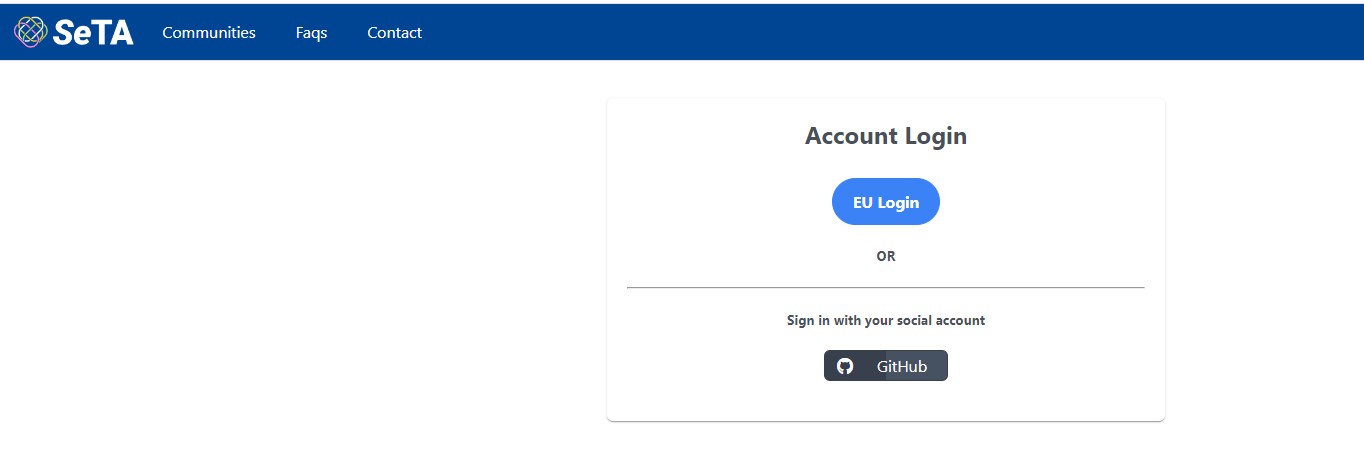 SeTA Communities Faqs Contact
Account Login
EU Login
OR
Sign in with your social account
GitHub